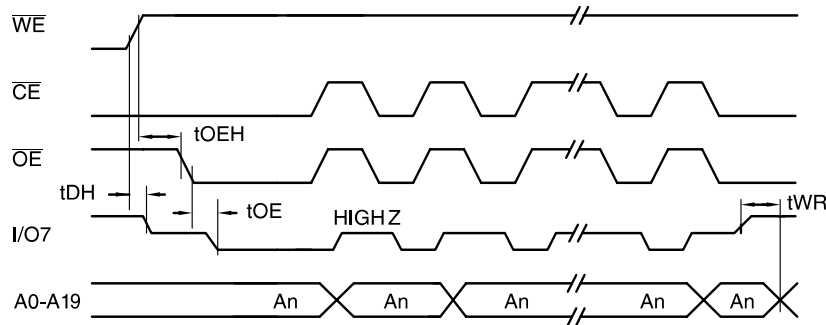 WE
CE
tOEH
OE
tDH
tOE
HIGH Z
tWR
I/O7
A0-A19 An An An An An